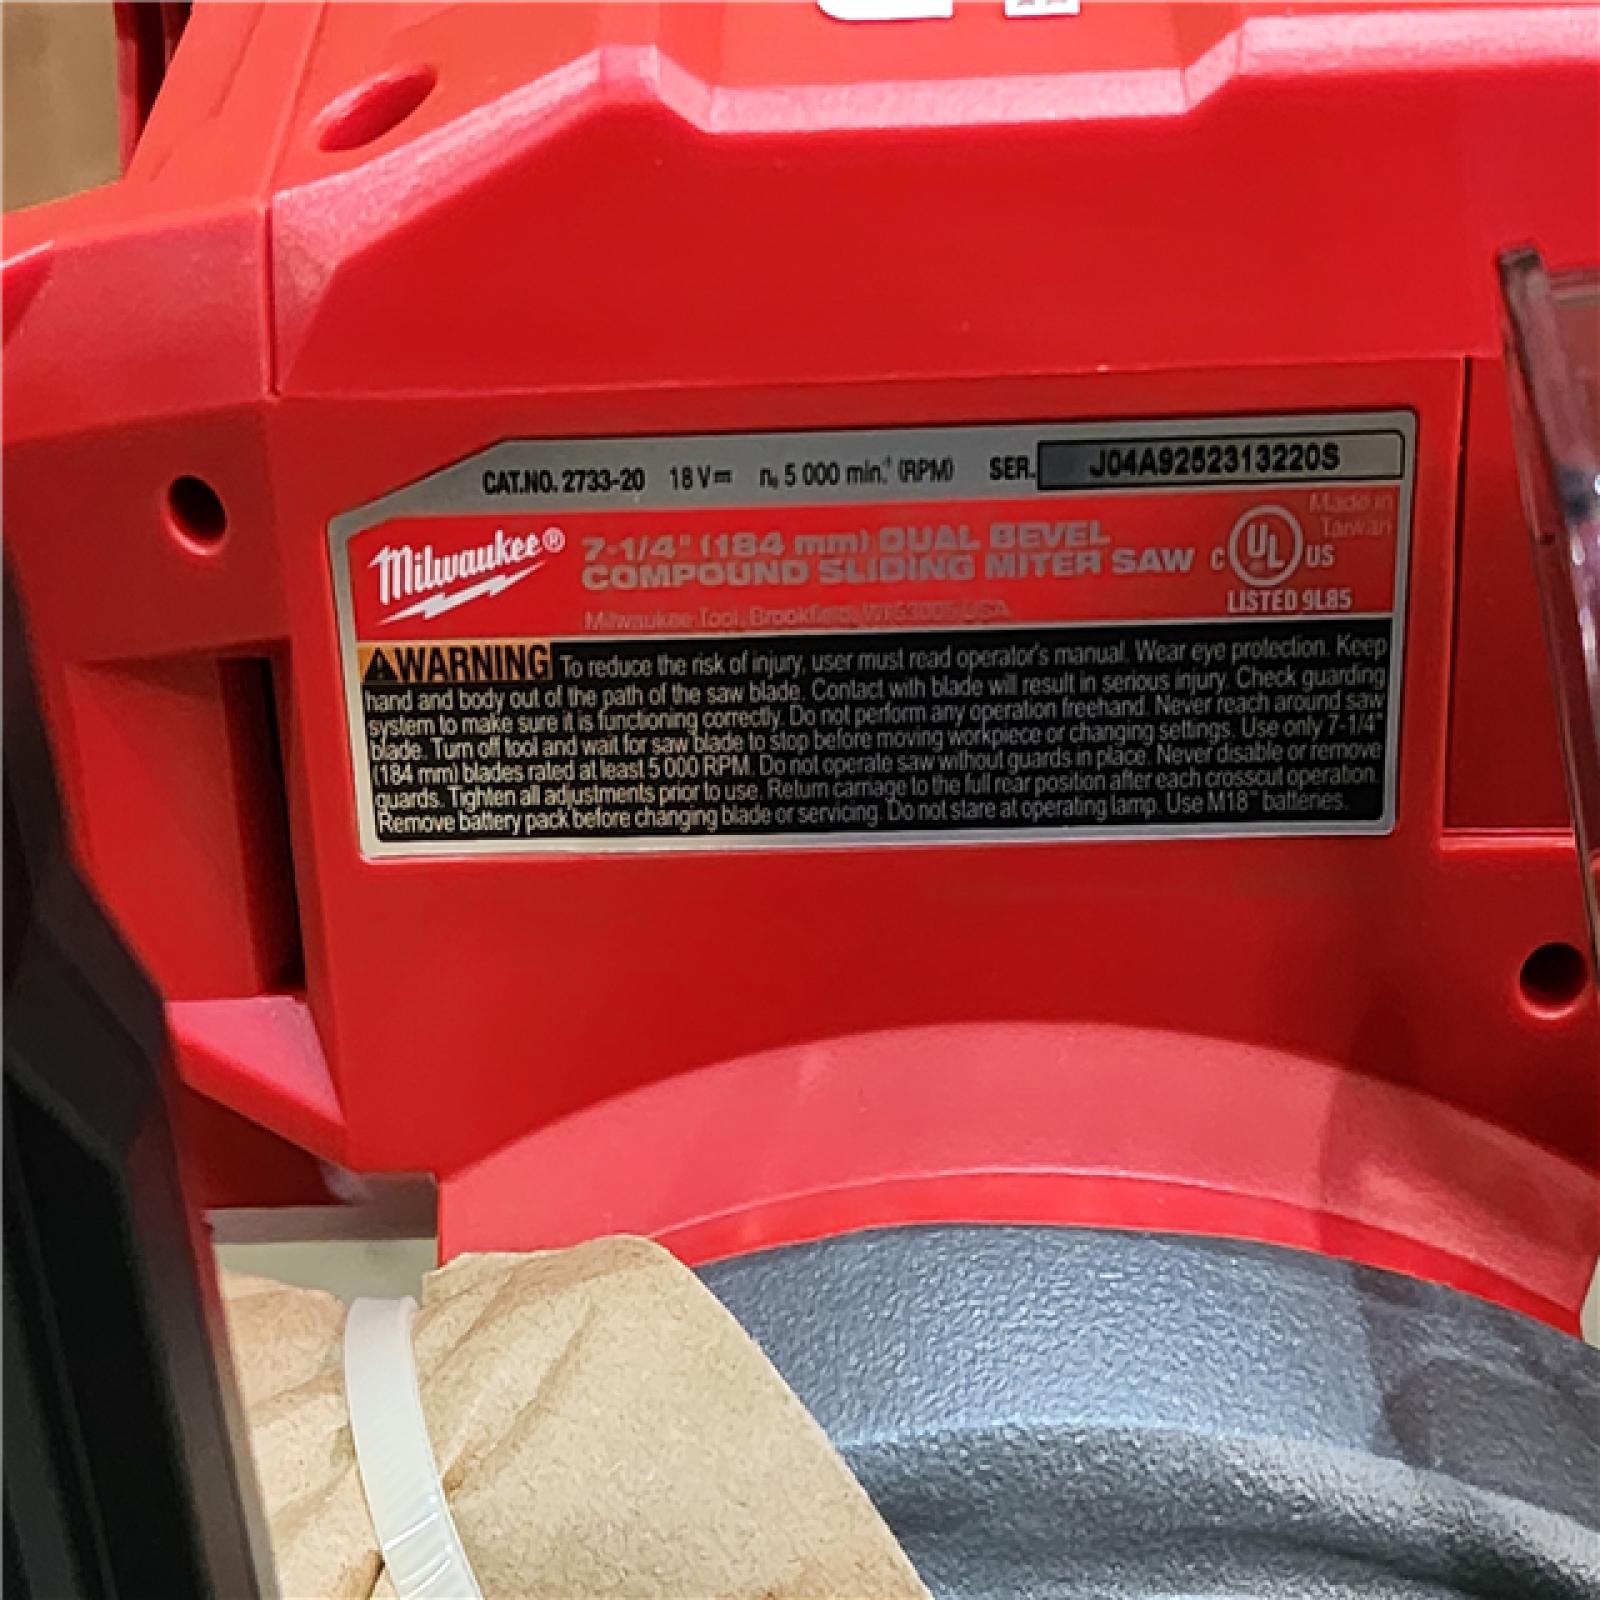 CAT.NO. 2733-20 18 V⎓ n₀ 5 000 min.⁻¹ (RPM) SER. J04A9252313220S
Milwaukee® 7-1/4" (184 mm) DUAL BEVEL
COMPOUND SLIDING MITER SAW
Milwaukee Tool, Brookfield, WI 53005 USA
C UL US
LISTED 9L85
Made in
Taiwan
WARNING To reduce the risk of injury, user must read operator's manual. Wear eye protection. Keep
hand and body out of the path of the saw blade. Contact with blade will result in serious injury. Check guarding
system to make sure it is functioning correctly. Do not perform any operation freehand. Never reach around saw
blade. Turn off tool and wait for saw blade to stop before moving workpiece or changing settings. Use only 7-1/4"
(184 mm) blades rated at least 5 000 RPM. Do not operate saw without guards in place. Never disable or remove
guards. Tighten all adjustments prior to use. Return carriage to the full rear position after each crosscut operation.
Remove battery pack before changing blade or servicing. Do not stare at operating lamp. Use M18™ batteries.